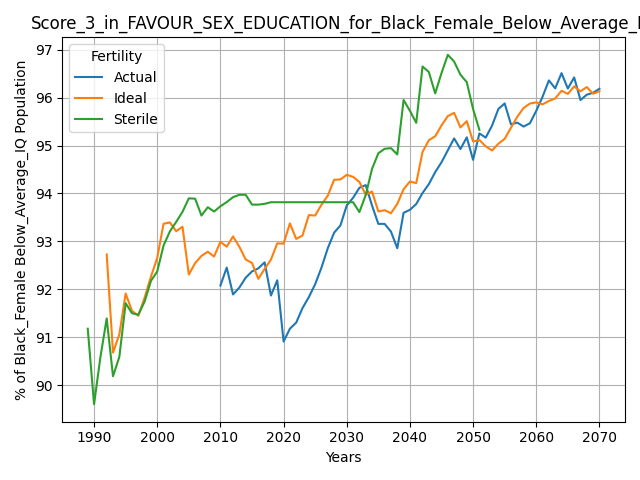 Score_3_in_FAVOUR_SEX_EDUCATION_for_Black_Female_Below_Average_I
Fertility
Actual
Ideal
Sterile
% of Black_Female Below_Average_IQ Population
97
96
95
94
93
92
91
90
1990 2000 2010 2020 2030 2040 2050 2060 2070
Years